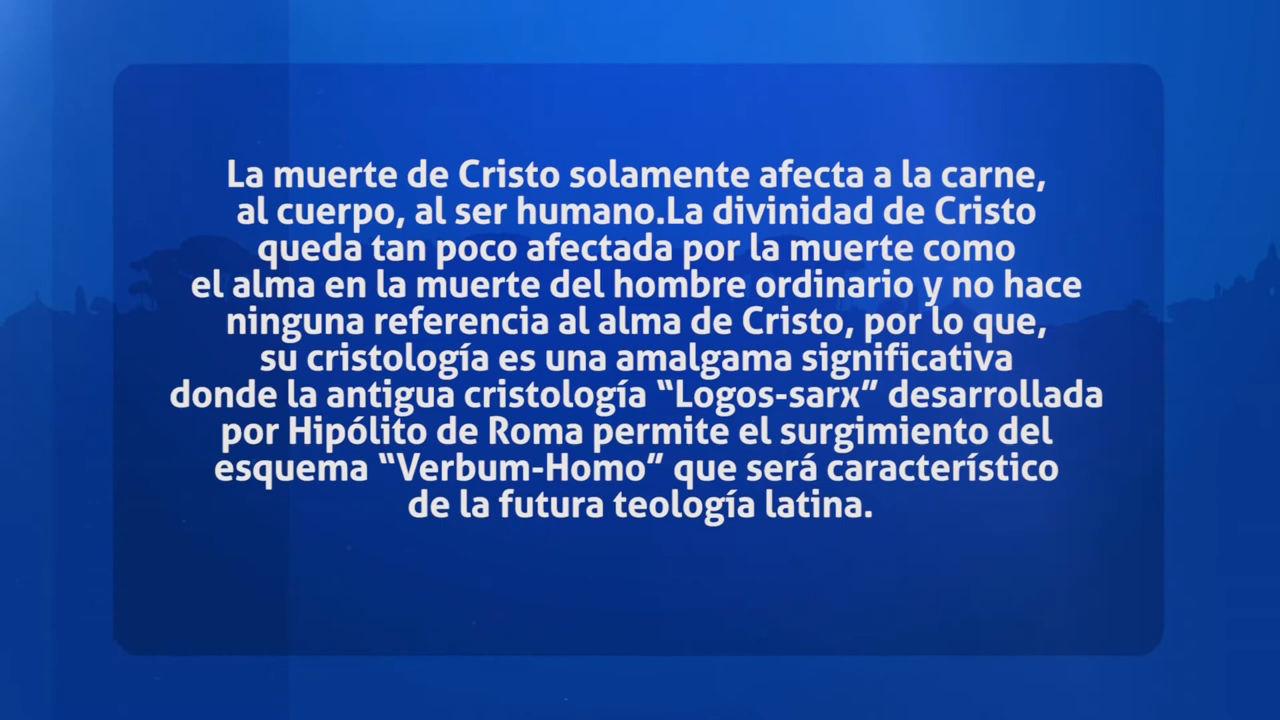 La muerte de Cristo solamente afecta a la carne,
al cuerpo, al ser humano.La divinidad de Cristo
queda tan poco afectada por la muerte como
el alma en la muerte del hombre ordinario y no hace
ninguna referencia al alma de Cristo, por lo que,
su cristología es una amalgama significativa
donde la antigua cristología “Logos-sarx” desarrollada
por Hipólito de Roma permite el surgimiento del
esquema “Verbum-Homo” que será característico
de la futura teología latina.